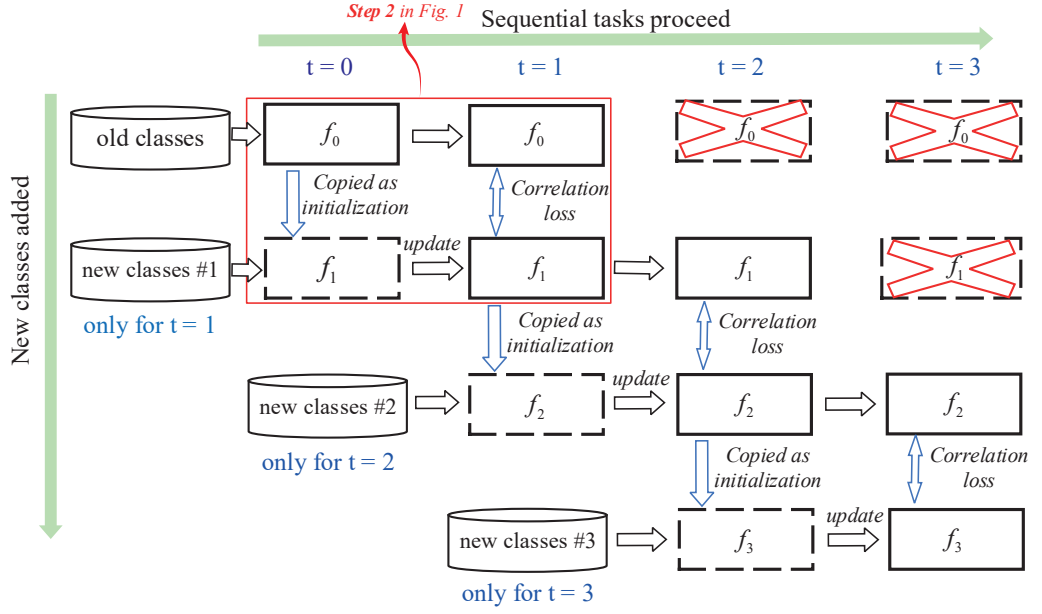 Step 2 in Fig. 1
Sequential tasks proceed
t = 0
t = 1
t = 2
t = 3
New classes added
old classes
f0
f0
f0
f0
Copied as
initialization
Correlation
loss
new classes #1
f1
update
f1
f1
f1
only for t = 1
Copied as
initialization
Correlation
loss
new classes #2
f2
update
f2
f2
only for t = 2
Copied as
initialization
Correlation
loss
new classes #3
f3
update
f3
only for t = 3